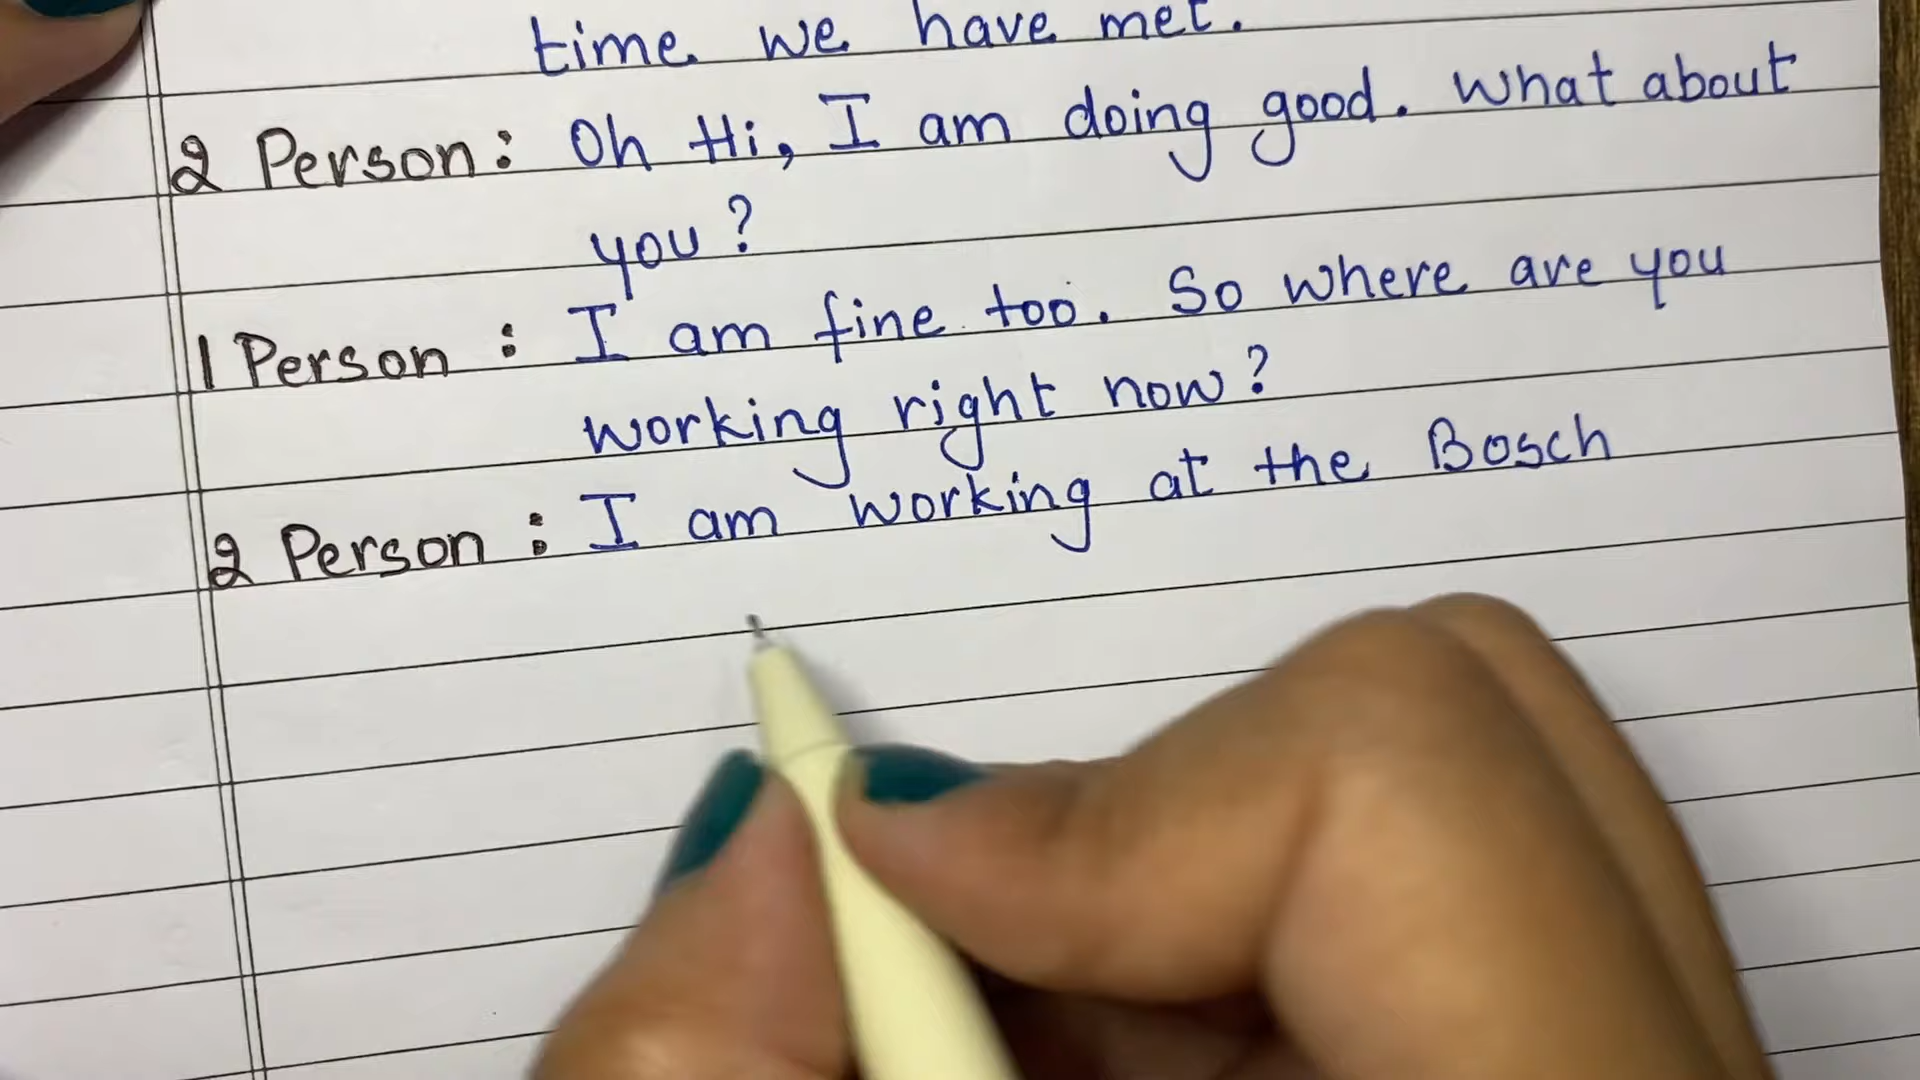 time we have met.
2 Person: Oh Hi, I am doing good. What about
you?
1 Person : I am fine too. So where are you
working right now?
2 Person : I am working at the Bosch